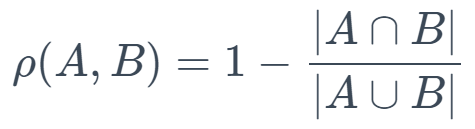 ρ(A, B) = 1 − |A ∩ B| / |A ∪ B|